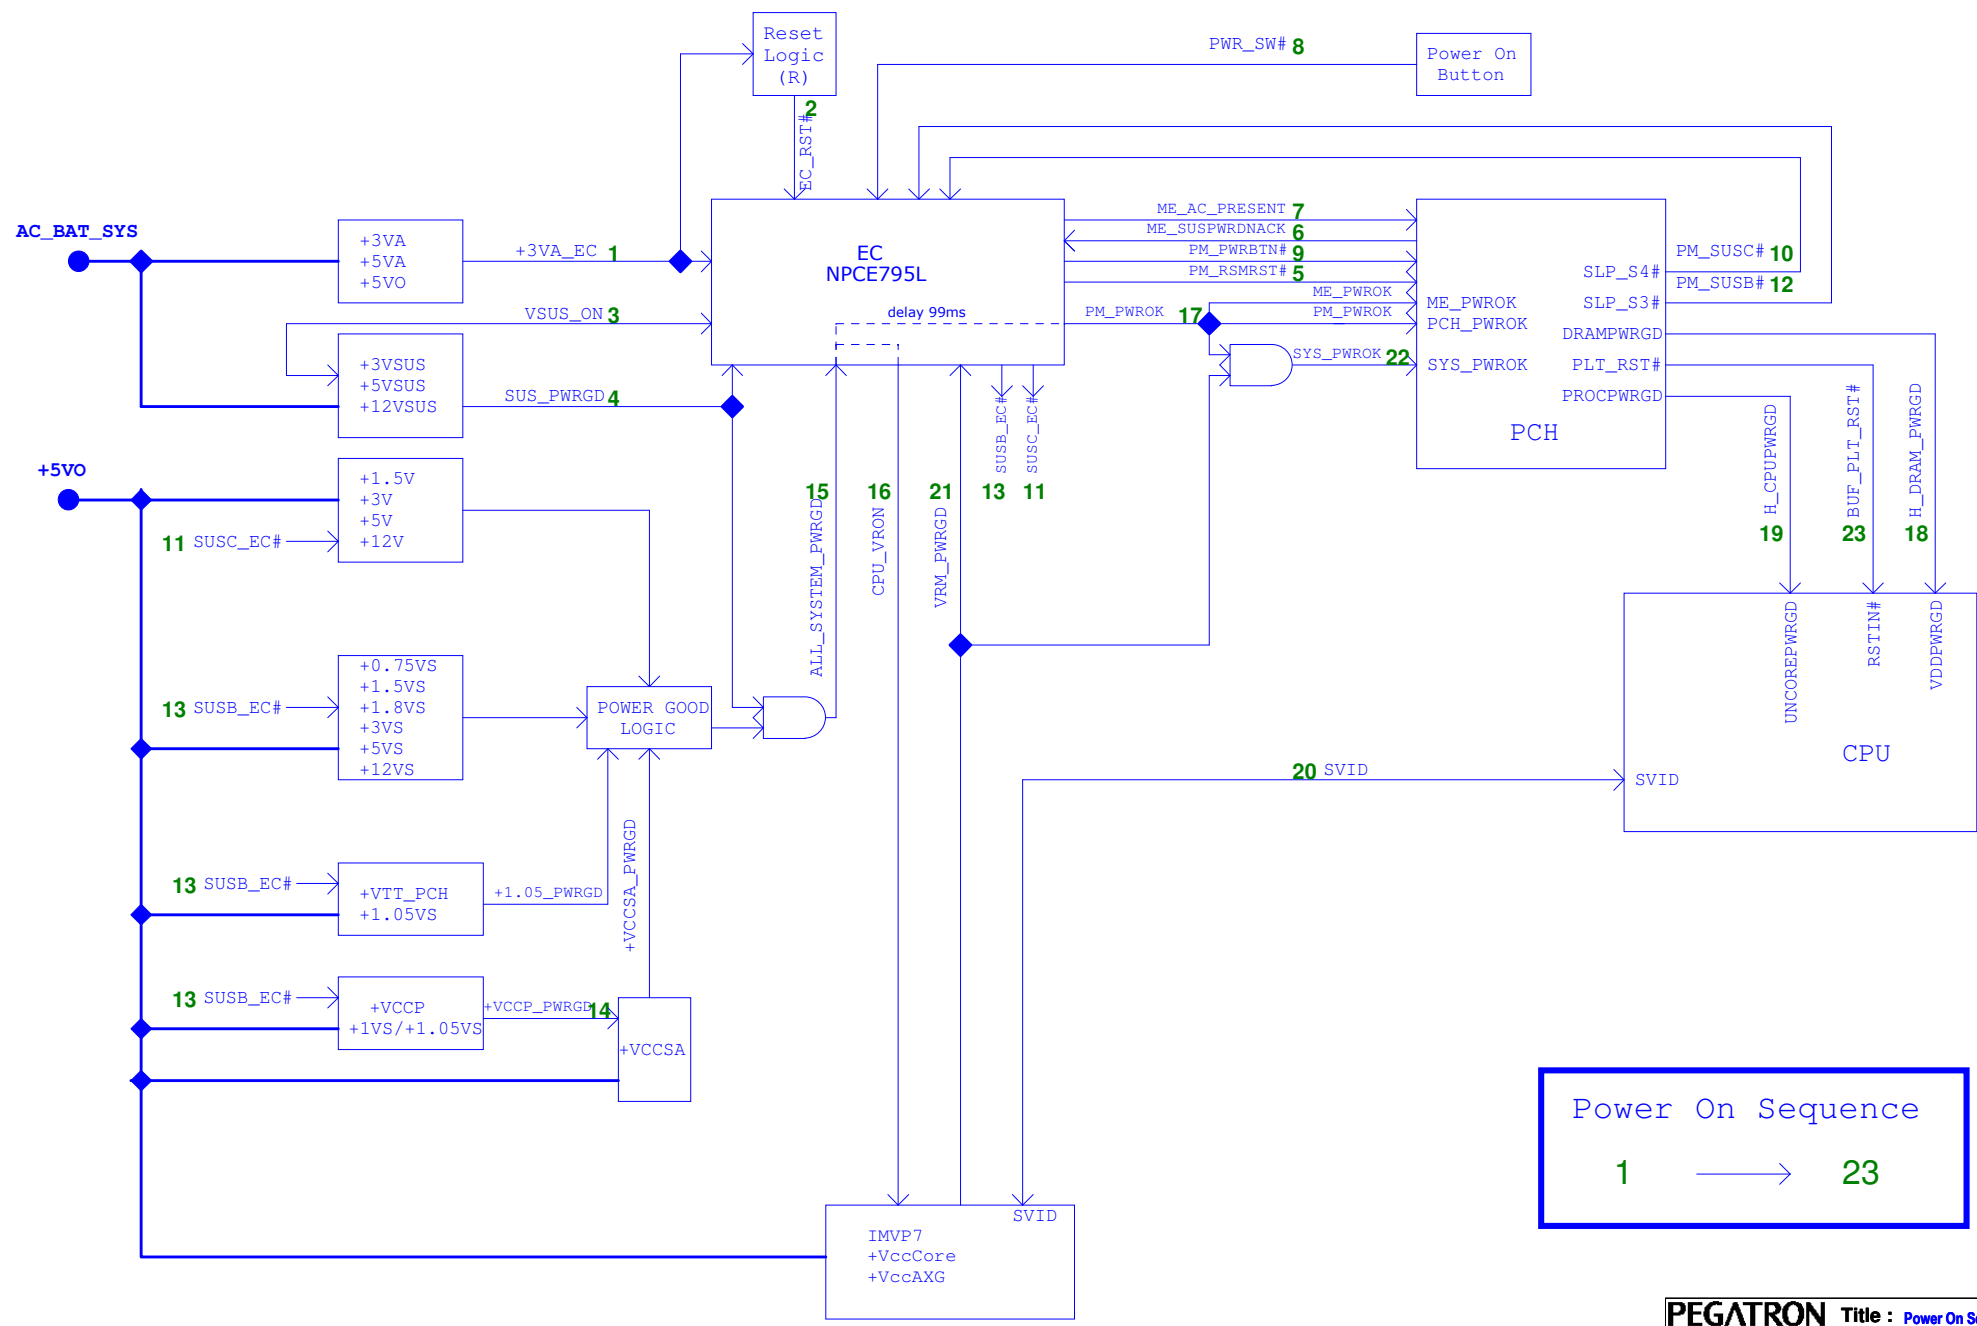 Reset
Logic
(R)
2
EC_RST#
PWR_SW# 8
Power On
Button
AC_BAT_SYS
+3VA
+5VA
+5VO
+3VA_EC 1
EC
NPCE795L
delay 99ms
VSUS_ON 3
+3VSUS
+5VSUS
+12VSUS
SUS_PWRGD 4
ME_AC_PRESENT 7
ME_SUSPWRDNACK 6
PM_PWRBTN# 9
PM_RSMRST# 5
ME_PWROK
PM_PWROK 17
PM_PWROK
SYS_PWROK 22
ME_PWROK
PCH_PWROK
SYS_PWROK
SLP_S4#
SLP_S3#
DRAMPWRGD
PLT_RST#
PROCPWRGD
PCH
PM_SUSC# 10
PM_SUSB# 12
+5VO
+1.5V
+3V
+5V
+12V
11 SUSC_EC#
15
ALL_SYSTEM_PWRGD
16
CPU_VRON
21
VRM_PWRGD
SUSB_EC#
13
SUSC_EC#
11
H_CPUPWRGD
19
BUF_PLT_RST#
23
H_DRAM_PWRGD
18
UNCOREPWRGD
RSTIN#
VDDPWRGD
CPU
SVID
20 SVID
13 SUSB_EC#
+0.75VS
+1.5VS
+1.8VS
+3VS
+5VS
+12VS
POWER GOOD
LOGIC
13 SUSB_EC#
+VTT_PCH
+1.05VS
+1.05_PWRGD
+VCCSA_PWRGD
13 SUSB_EC#
+VCCP
+1VS/+1.05VS
+VCCP_PWRGD 14
+VCCSA
SVID
IMVP7
+VccCore
+VccAXG
Power On Sequence
1 23
PEGATRON Title : Power On